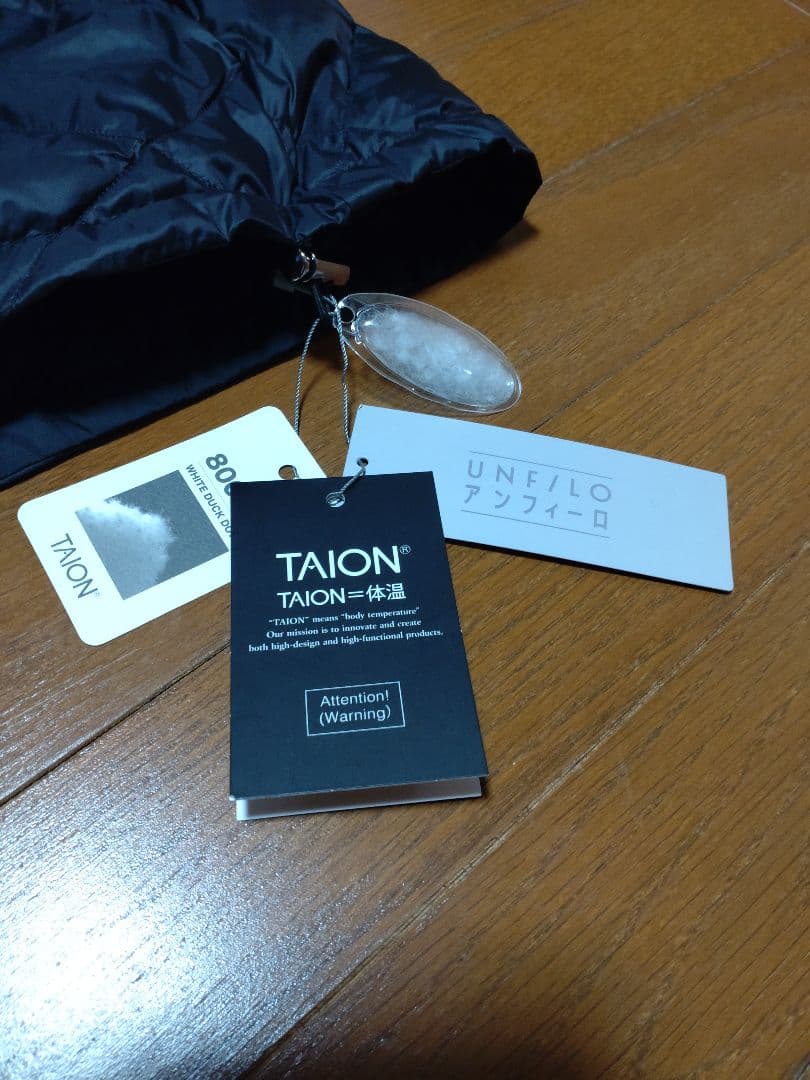 TAION®
TAION=体温
"TAION" means "body temperature"
Our mission is to innovate and create
both high-design and high-functional products.
Attention!
(Warning)
UNFILO
アンフィーロ
WHITE DUCK
TAION®